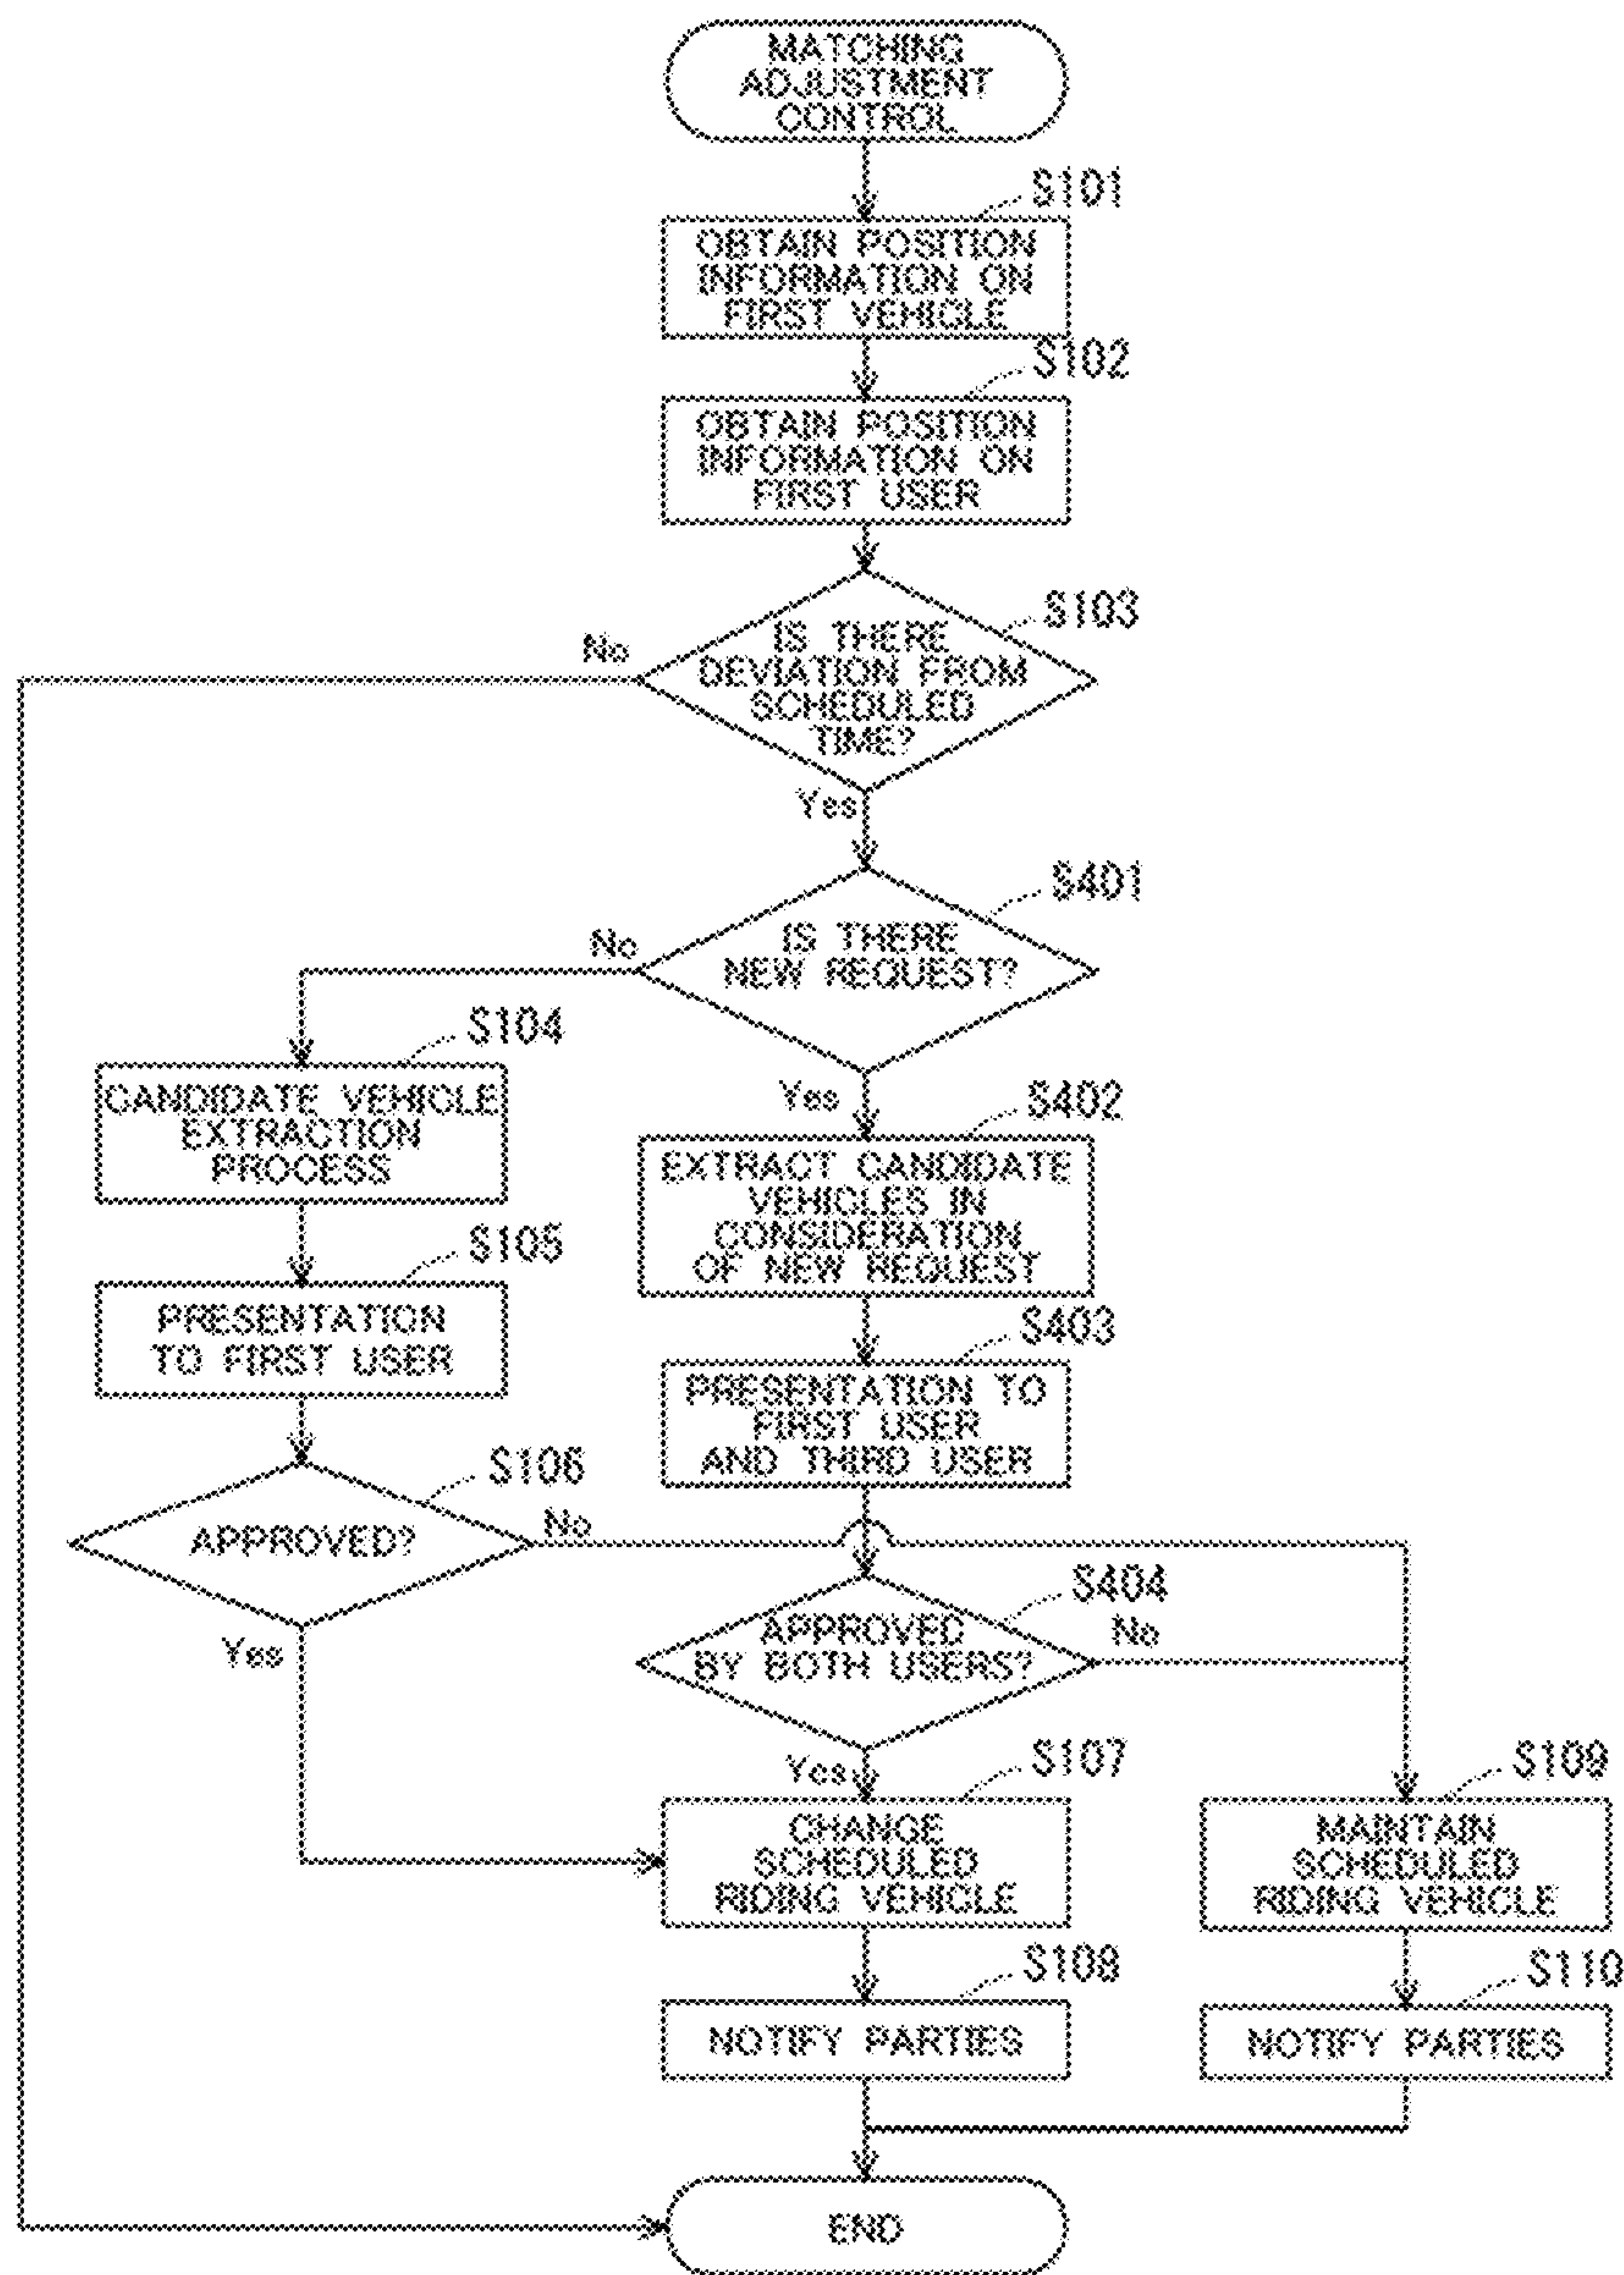 MATCHING
ADJUSTMENT
CONTROL
S101
OBTAIN POSITION
INFORMATION ON
FIRST VEHICLE
S102
OBTAIN POSITION
INFORMATION ON
FIRST USER
S103
IS THERE
DEVIATION FROM
SCHEDULED
TIME?
No
Yes
S401
IS THERE
NEW REQUEST?
No
Yes
S104
CANDIDATE VEHICLE
EXTRACTION
PROCESS
S402
EXTRACT CANDIDATE
VEHICLES IN
CONSIDERATION
OF NEW REQUEST
S105
PRESENTATION
TO FIRST USER
S403
PRESENTATION TO
FIRST USER
AND THIRD USER
S106
APPROVED?
No
Yes
S404
APPROVED
BY BOTH USERS?
No
Yes
S107
CHANGE
SCHEDULED
RIDING VEHICLE
S109
MAINTAIN
SCHEDULED
RIDING VEHICLE
S108
NOTIFY PARTIES
S110
NOTIFY PARTIES
END